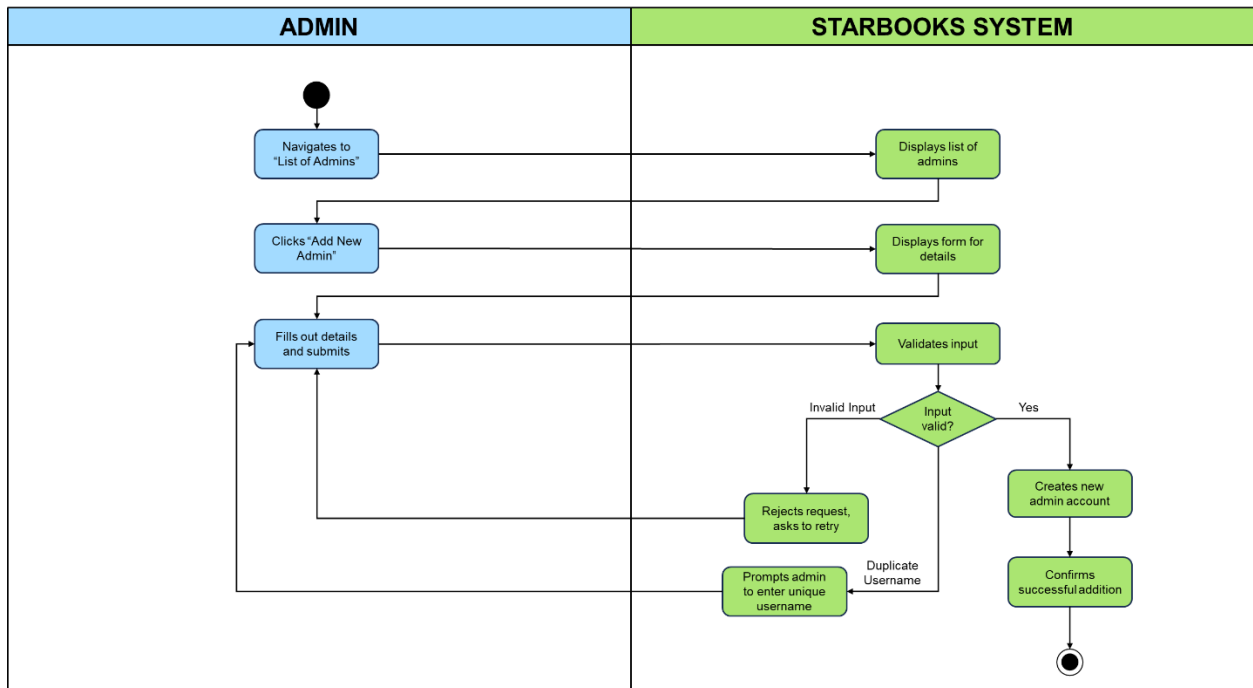 ADMIN
STARBOOKS SYSTEM
Navigates to
“List of Admins”
Displays list of
admins
Clicks “Add New
Admin”
Displays form for
details
Fills out details
and submits
Validates input
Invalid Input
Input
valid?
Yes
Rejects request,
asks to retry
Creates new
admin account
Duplicate
Username
Prompts admin
to enter unique
username
Confirms
successful addition